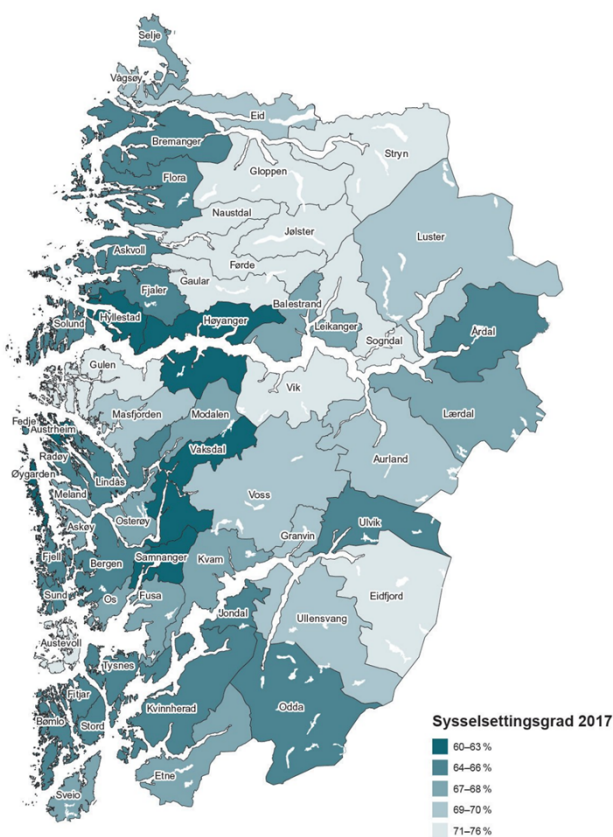 Selje
Vågsøy
Eid
Bremanger
Stryn
Gloppen
Flora
Naustdal
Jølster
Luster
Askvoll
Førde
Gaular
Fjaler
Balestrand
Hyllestad
Høyanger
Leikanger
Solund
Årdal
Sogndal
Gulen
Vik
Masfjorden
Modalen
Lærdal
Fedje
Austrheim
Radøy
Vaksdal
Aurland
Øygarden
Lindås
Meland
Voss
Osterøy
Askøy
Ulvik
Granvin
Fjell
Bergen
Samnanger
Kvam
Eidfjord
Sund
Os
Fusa
Jondal
Ullensvang
Austevoll
Tysnes
Fitjar
Kvinnherad
Odda
Bømlo
Stord
Etne
Sveio
Sysselsettingsgrad 2017
60–63 %
64–66 %
67–68 %
69–70 %
71–76 %